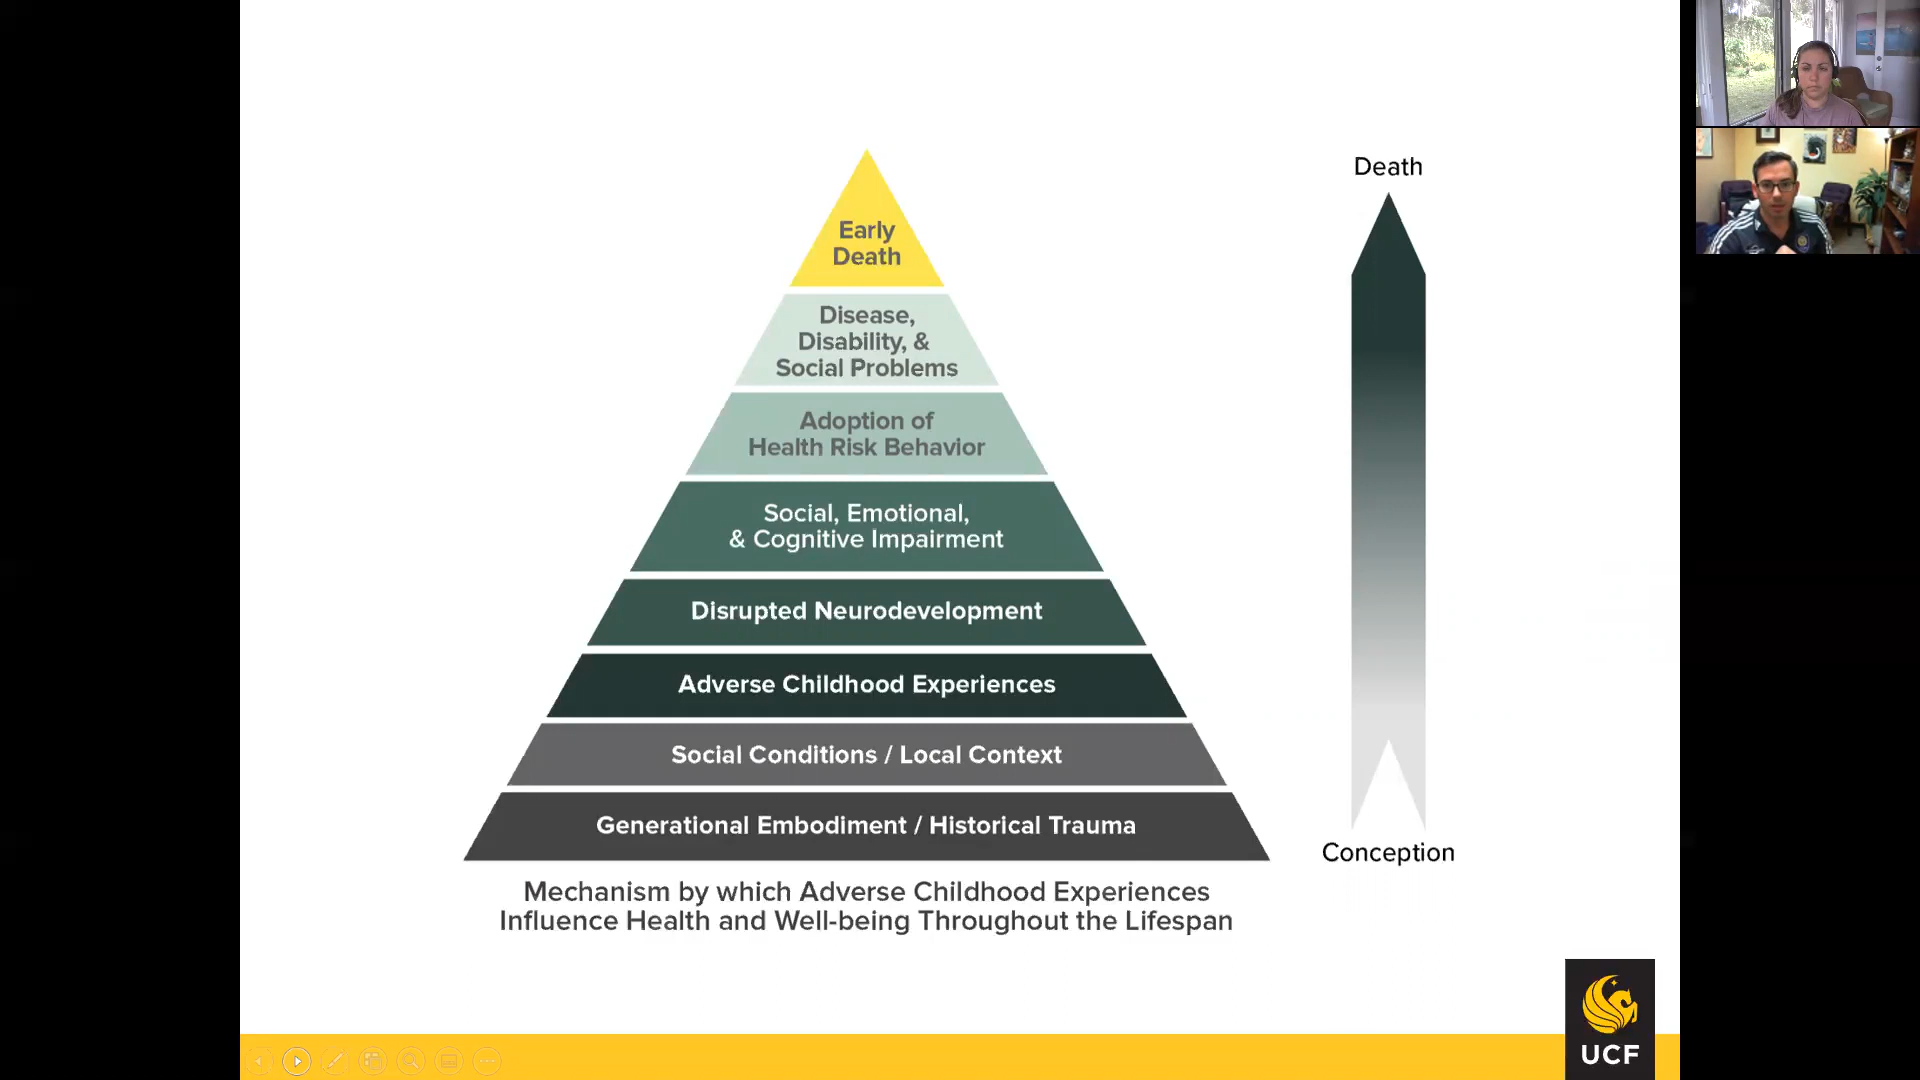 Early
Death
Disease,
Disability, &
Social Problems
Adoption of
Health Risk Behavior
Social, Emotional,
& Cognitive Impairment
Disrupted Neurodevelopment
Adverse Childhood Experiences
Social Conditions / Local Context
Generational Embodiment / Historical Trauma
Mechanism by which Adverse Childhood Experiences
Influence Health and Well-being Throughout the Lifespan
Death
Conception
UCF